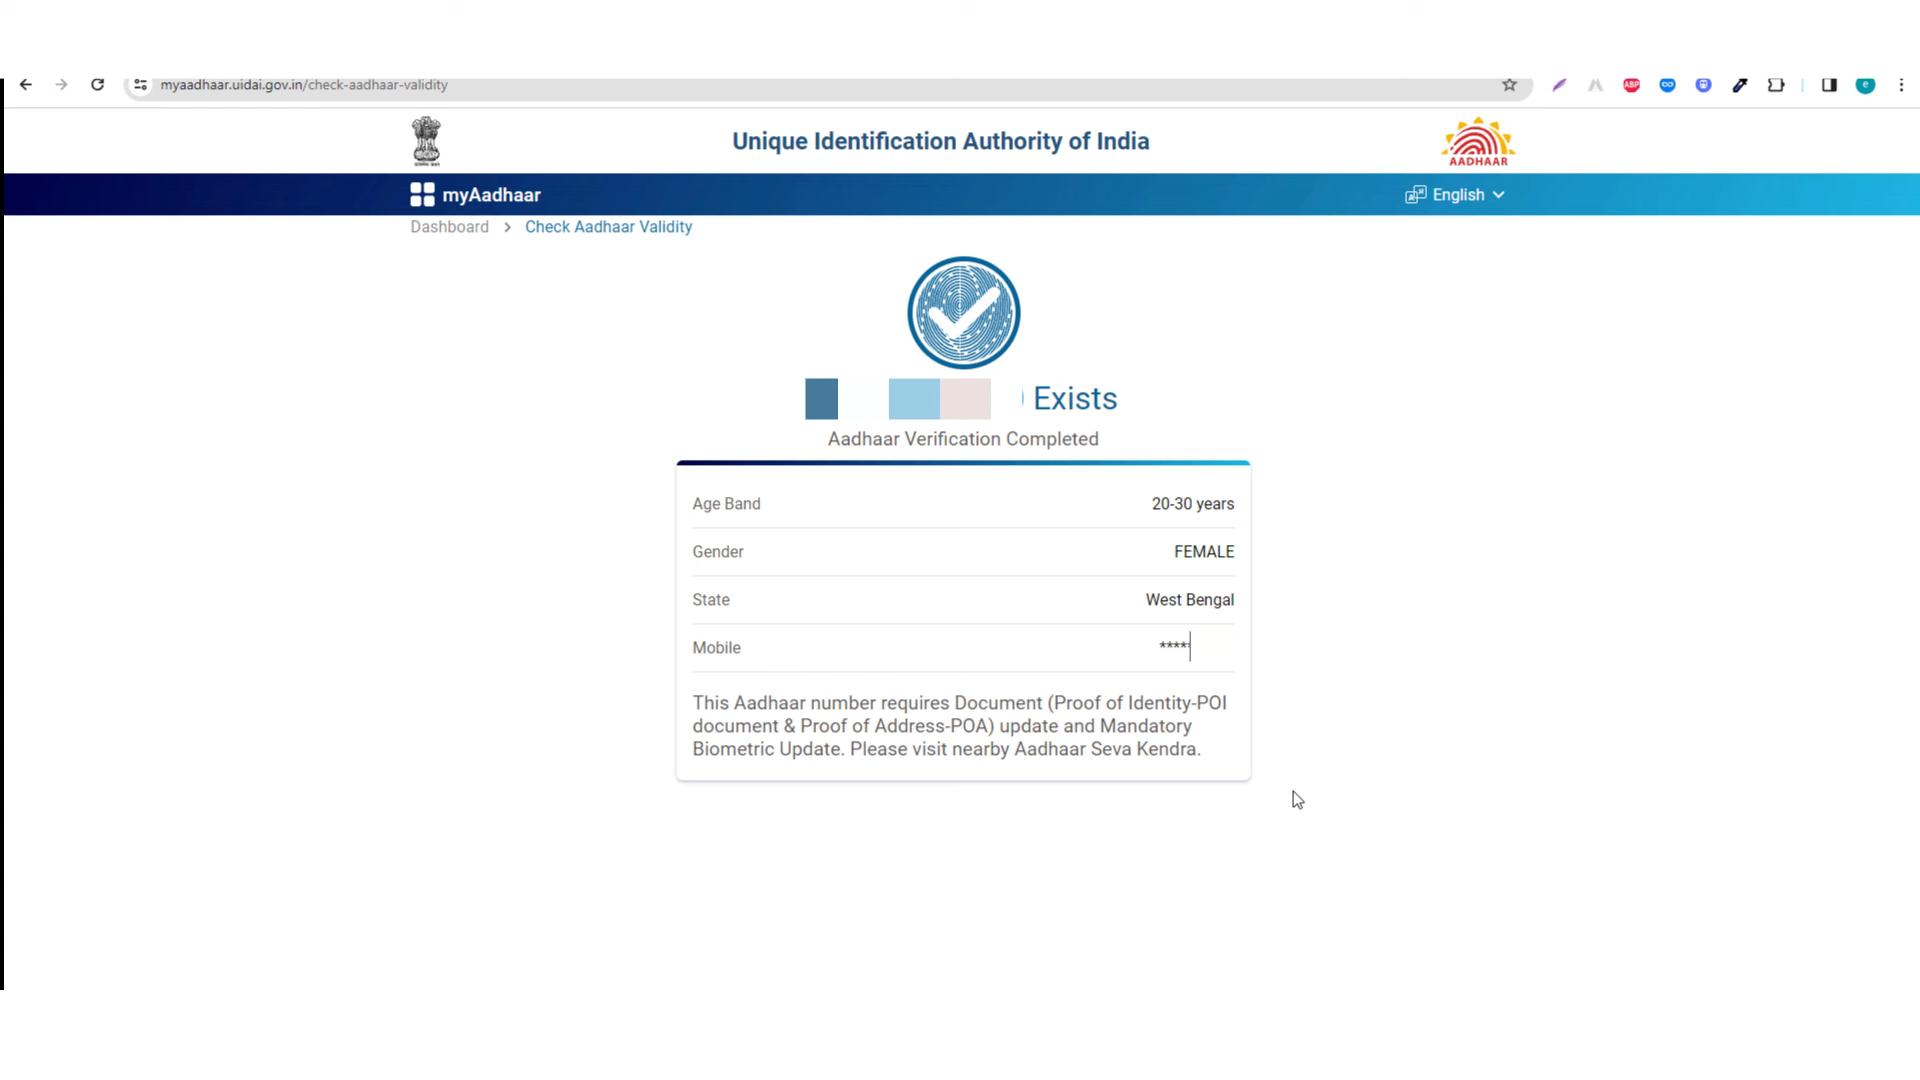 myaadhaar.uidai.gov.in/check-aadhaar-validity
ABP
e
Unique Identification Authority of India
AADHAAR
myAadhaar
English
Dashboard > Check Aadhaar Validity
Exists
Aadhaar Verification Completed
Age Band 20-30 years
Gender FEMALE
State West Bengal
Mobile ****
This Aadhaar number requires Document (Proof of Identity-POI
document & Proof of Address-POA) update and Mandatory
Biometric Update. Please visit nearby Aadhaar Seva Kendra.